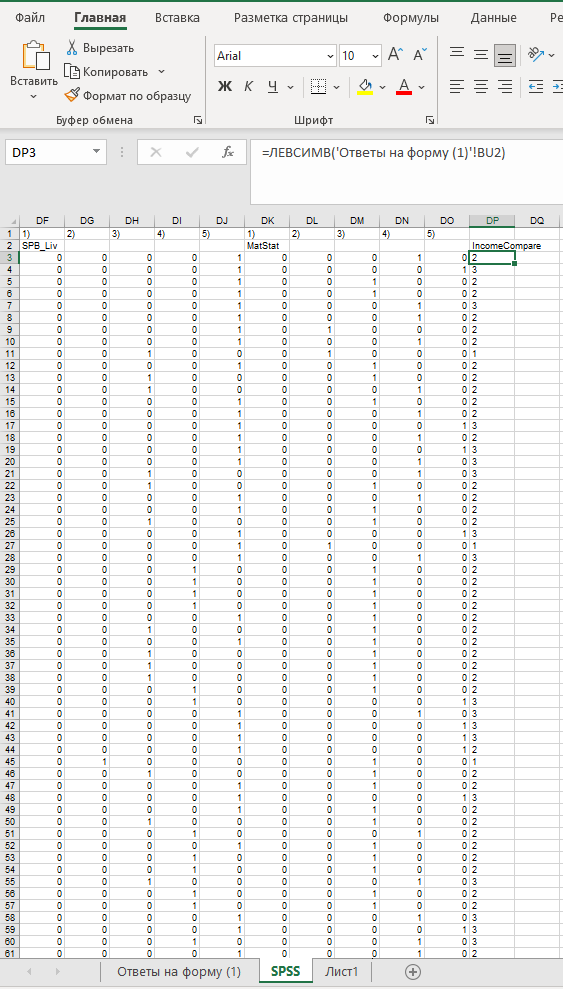 Файл Главная Вставка Разметка страницы Формулы Данные Ре
Вставить
Вырезать
Копировать
Формат по образцу
Буфер обмена
Arial 10 А А
Ж К Ч А
Шрифт
DP3 fx =ЛЕВСИМВ('Ответы на форму (1)'!BU2)
DF DG DH DI DJ DK DL DM DN DO DP DQ
1 1) 2) 3) 4) 5) 1) 2) 3) 4) 5)
2 SPB_Liv MatStat IncomeCompare
3 0 0 0 0 1 0 0 0 1 0 2
4 0 0 0 0 1 0 0 0 0 1 3
5 0 0 0 0 1 0 0 1 0 0 2
6 0 0 0 0 1 0 0 1 0 0 2
7 0 0 0 0 1 0 0 0 1 0 3
8 0 0 0 0 1 0 0 0 1 0 2
9 0 0 0 0 1 0 1 0 0 0 2
10 0 0 0 0 1 0 0 0 1 0 2
11 0 0 1 0 0 0 1 0 0 0 1
12 0 0 0 0 1 0 0 1 0 0 2
13 0 0 1 0 0 0 0 1 0 0 2
14 0 0 1 0 0 0 0 0 1 0 2
15 0 0 0 0 1 0 0 1 0 0 2
16 0 0 0 0 1 0 0 0 1 0 2
17 0 0 0 0 1 0 0 0 0 1 3
18 0 0 0 0 1 0 0 0 1 0 2
19 0 0 0 0 1 0 0 0 0 1 3
20 0 0 0 0 1 0 0 0 1 0 3
21 0 0 1 0 0 0 0 0 1 0 3
22 0 0 1 0 0 0 0 1 0 0 2
23 0 0 0 0 1 0 0 0 1 0 2
24 0 0 0 0 1 0 0 1 0 0 2
25 0 0 1 0 0 0 0 1 0 0 2
26 0 0 0 0 1 0 0 0 0 1 3
27 0 0 0 0 1 0 1 0 0 0 1
28 0 0 0 0 1 0 0 0 1 0 3
29 0 0 0 1 0 0 0 1 0 0 2
30 0 0 0 1 0 0 0 1 0 0 2
31 0 0 0 1 0 0 0 1 0 0 2
32 0 0 0 1 0 0 0 1 0 0 2
33 0 0 0 0 1 0 0 1 0 0 2
34 0 0 1 0 0 0 0 1 0 0 2
35 0 0 0 0 1 0 0 1 0 0 2
36 0 0 1 0 0 0 0 1 0 0 2
37 0 0 1 0 0 0 0 1 0 0 2
38 0 0 1 0 0 0 0 1 0 0 2
39 0 0 0 1 0 0 0 1 0 0 2
40 0 0 0 1 0 0 0 0 0 1 3
41 0 0 0 0 1 0 0 0 1 0 3
42 0 0 0 0 1 0 0 0 0 1 3
43 0 0 0 0 1 0 0 0 0 1 3
44 0 0 0 0 1 0 0 0 0 1 2
45 0 1 0 0 0 0 0 1 0 0 1
46 0 0 1 0 0 0 0 1 0 0 2
47 0 0 0 0 1 0 0 1 0 0 2
48 0 0 0 0 1 0 0 0 0 1 3
49 0 0 0 0 1 0 0 1 0 0 2
50 0 0 1 0 0 0 0 1 0 0 2
51 0 0 0 1 0 0 0 0 1 0 2
52 0 0 0 0 1 0 0 1 0 0 2
53 0 0 0 1 0 0 0 1 0 0 2
54 0 0 0 1 0 0 0 1 0 0 2
55 0 0 1 0 0 0 0 0 1 0 3
56 0 0 0 1 0 0 0 1 0 0 2
57 0 0 0 1 0 0 0 1 0 0 2
58 0 0 0 0 1 0 0 0 1 0 3
59 0 0 0 0 1 0 0 0 0 1 3
60 0 0 0 1 0 0 0 0 1 0 3
61 0 0 0 0 1 0 0 0 1 0 2
Ответы на форму (1) SPSS Лист1